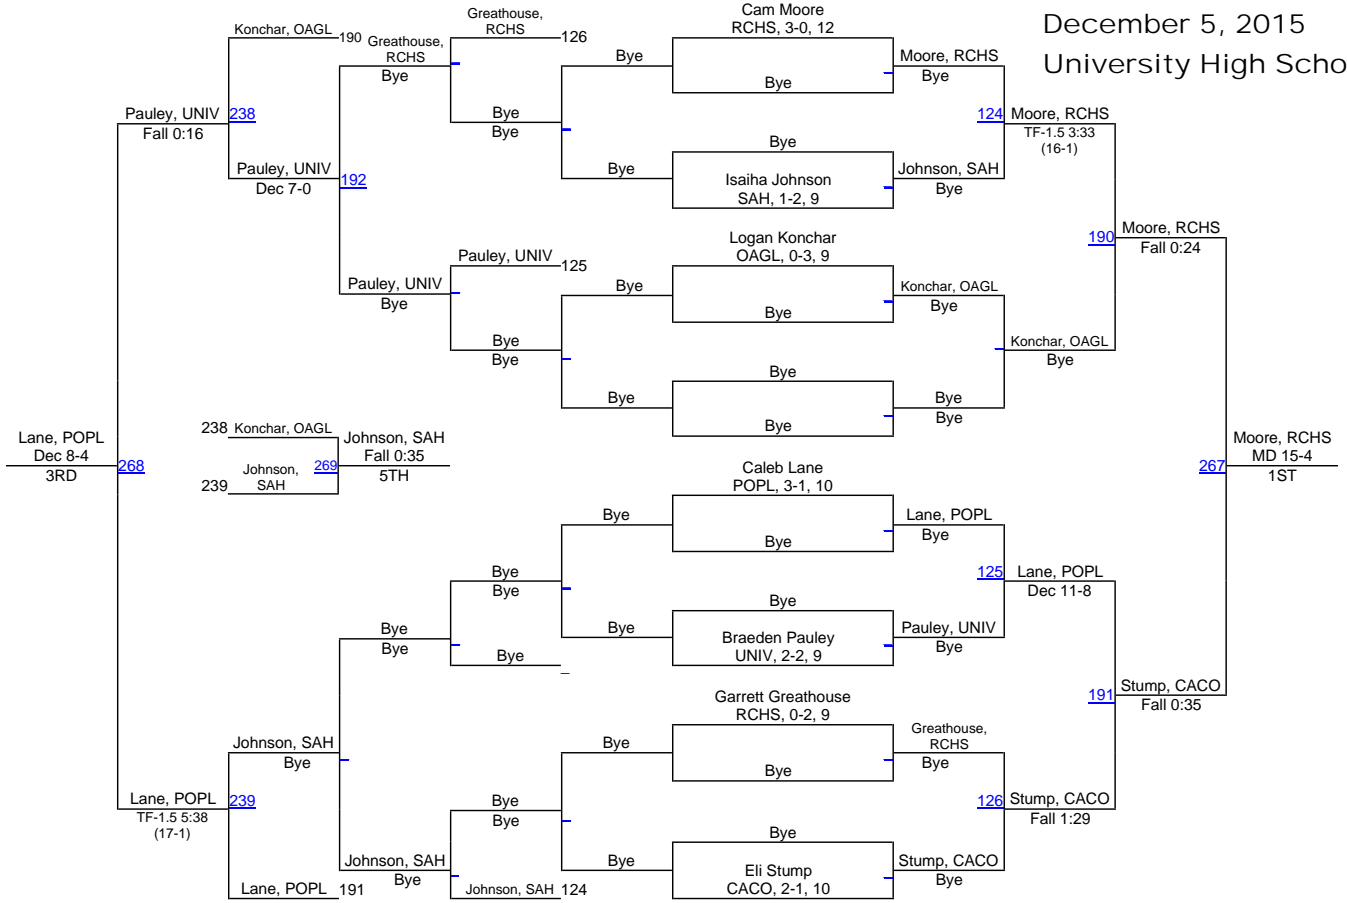 December 5, 2015
University High Scho
Cam Moore
RCHS, 3-0, 12
Bye
Bye
Isaiha Johnson
SAH, 1-2, 9
Logan Konchar
OAGL, 0-3, 9
Bye
Bye
Bye
Caleb Lane
POPL, 3-1, 10
Bye
Bye
Braeden Pauley
UNIV, 2-2, 9
Garrett Greathouse
RCHS, 0-2, 9
Bye
Bye
Eli Stump
CACO, 2-1, 10
Moore, RCHS
Bye
Johnson, SAH
Bye
Konchar, OAGL
Bye
Bye
Bye
Lane, POPL
Bye
Pauley, UNIV
Bye
Greathouse,
RCHS
Bye
Stump, CACO
Bye
124
Moore, RCHS
TF-1.5 3:33
(16-1)
Konchar, OAGL
Bye
125
Lane, POPL
Dec 11-8
126
Stump, CACO
Fall 1:29
190
Moore, RCHS
Fall 0:24
191
Stump, CACO
Fall 0:35
267
Moore, RCHS
MD 15-4
1ST
Bye
Bye
Bye
Bye
Bye
Bye
Bye
Bye
Greathouse,
RCHS
126
Bye
Bye
Pauley, UNIV
125
Bye
Bye
Bye
Bye
Bye
_
Bye
Bye
Johnson, SAH
124
Greathouse,
RCHS
Bye
Pauley, UNIV
Bye
Bye
Bye
Johnson, SAH
Bye
Konchar, OAGL
190
192
Pauley, UNIV
Dec 7-0
Johnson, SAH
Bye
Lane, POPL
191
238
Pauley, UNIV
Fall 0:16
239
Lane, POPL
TF-1.5 5:38
(17-1)
268
Lane, POPL
Dec 8-4
3RD
238
Konchar, OAGL
239
Johnson,
SAH
269
Johnson, SAH
Fall 0:35
5TH